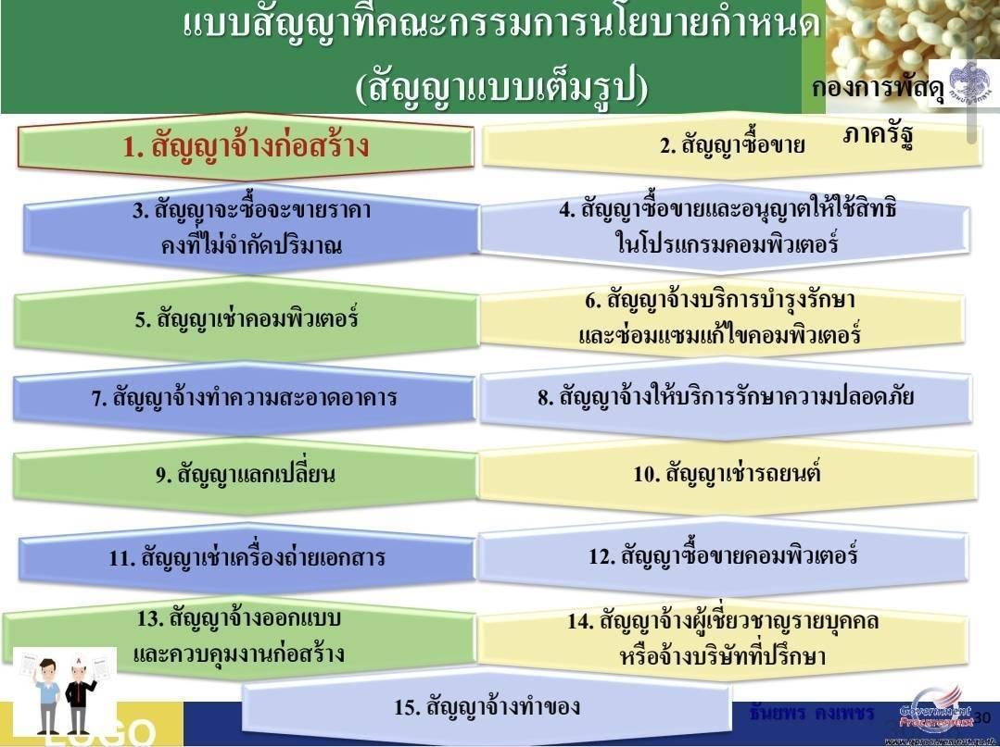 แบบสัญญาที่คณะกรรมการนโยบายกำหนด
(สัญญาแบบเต็มรูป)
กองการพัสดุ
ภาครัฐ
1. สัญญาจ้างก่อสร้าง
2. สัญญาซื้อขาย
3. สัญญาจะซื้อจะขายราคา
คงที่ไม่จำกัดปริมาณ
4. สัญญาซื้อขายและอนุญาตให้ใช้สิทธิ
ในโปรแกรมคอมพิวเตอร์
5. สัญญาเช่าคอมพิวเตอร์
6. สัญญาจ้างบริการบำรุงรักษา
และซ่อมแซมแก้ไขคอมพิวเตอร์
7. สัญญาจ้างทำความสะอาดอาคาร
8. สัญญาจ้างให้บริการรักษาความปลอดภัย
9. สัญญาแลกเปลี่ยน
10. สัญญาเช่ารถยนต์
11. สัญญาเช่าเครื่องถ่ายเอกสาร
12. สัญญาซื้อขายคอมพิวเตอร์
13. สัญญาจ้างออกแบบ
และควบคุมงานก่อสร้าง
14. สัญญาจ้างผู้เชี่ยวชาญรายบุคคล
หรือจ้างบริษัทที่ปรึกษา
15. สัญญาจ้างทำของ
ธันยพร คงเพชร
Government
Procurement
30
www.gprocurement.go.th
LOGO